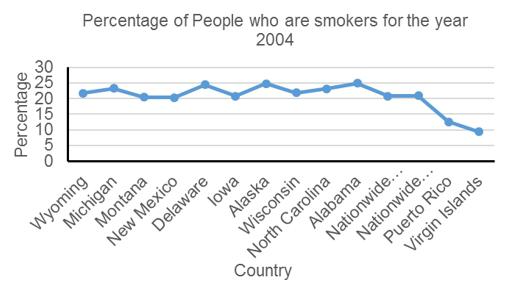 Percentage of People who are smokers for the year
2004
Percentage
30
25
20
15
10
5
0
Wyoming
Michigan
Montana
New Mexico
Delaware
Iowa
Alaska
Wisconsin
North Carolina
Alabama
Nationwide...
Nationwide...
Puerto Rico
Virgin Islands
Country